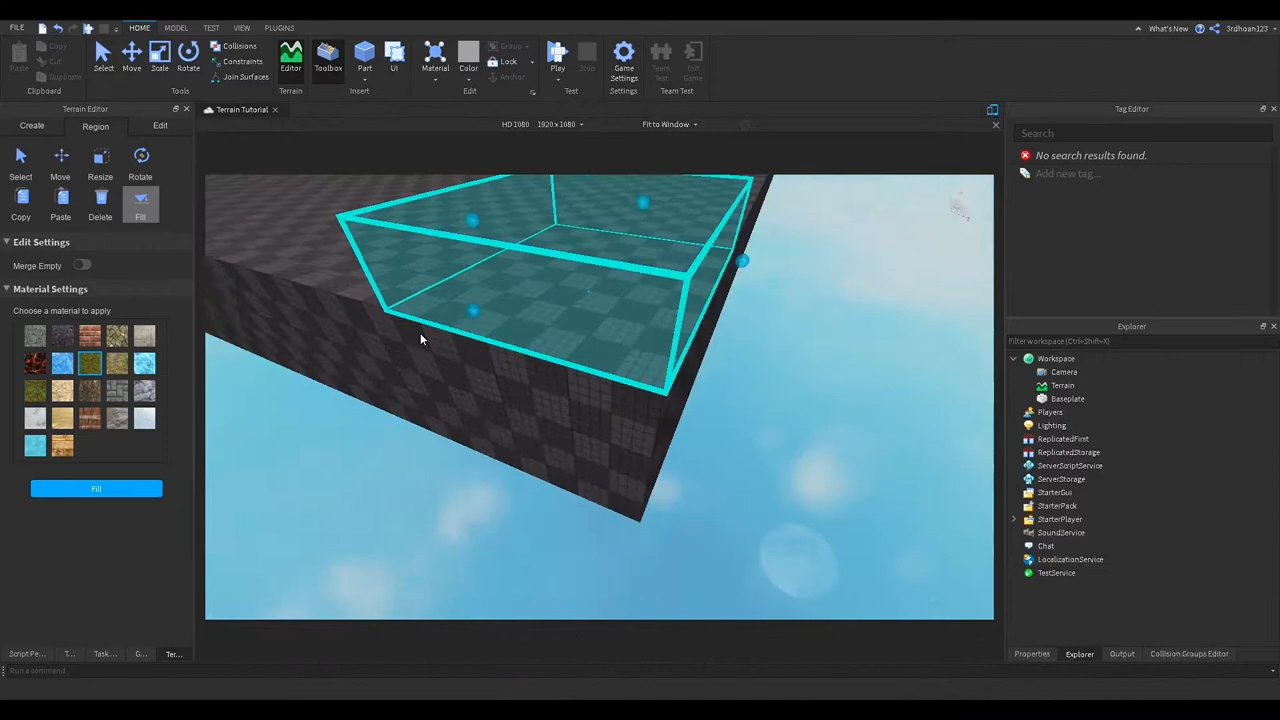 FILE HOME MODEL TEST VIEW PLUGINS What's New 3rdhoan123
Paste Copy Cut Duplicate Select Move Scale Rotate Collisions Constraints Join Surfaces Editor Toolbox Part UI Material Color Group Lock Anchor Play Stop Game Settings Team Test Exit Game
Clipboard Tools Terrain Insert Edit Test Settings Team Test
Terrain Editor Terrain Tutorial Tag Editor
Create Region Edit HD1080 1920x1080 Fit to Window Search
No search results found.
Add new tag...
Select Move Resize Rotate
Copy Paste Delete Fill
Edit Settings
Merge Empty
Material Settings
Choose a material to apply
Fill
Explorer
Filter workspace (Ctrl+Shift+X)
Workspace
Camera
Terrain
Baseplate
Players
Lighting
ReplicatedFirst
ReplicatedStorage
ServerScriptService
ServerStorage
StarterGui
StarterPack
StarterPlayer
SoundService
Chat
LocalizationService
TestService
Script Pe... T... Task... G... Ter... Properties Explorer Output Collision Groups Editor
Run a command